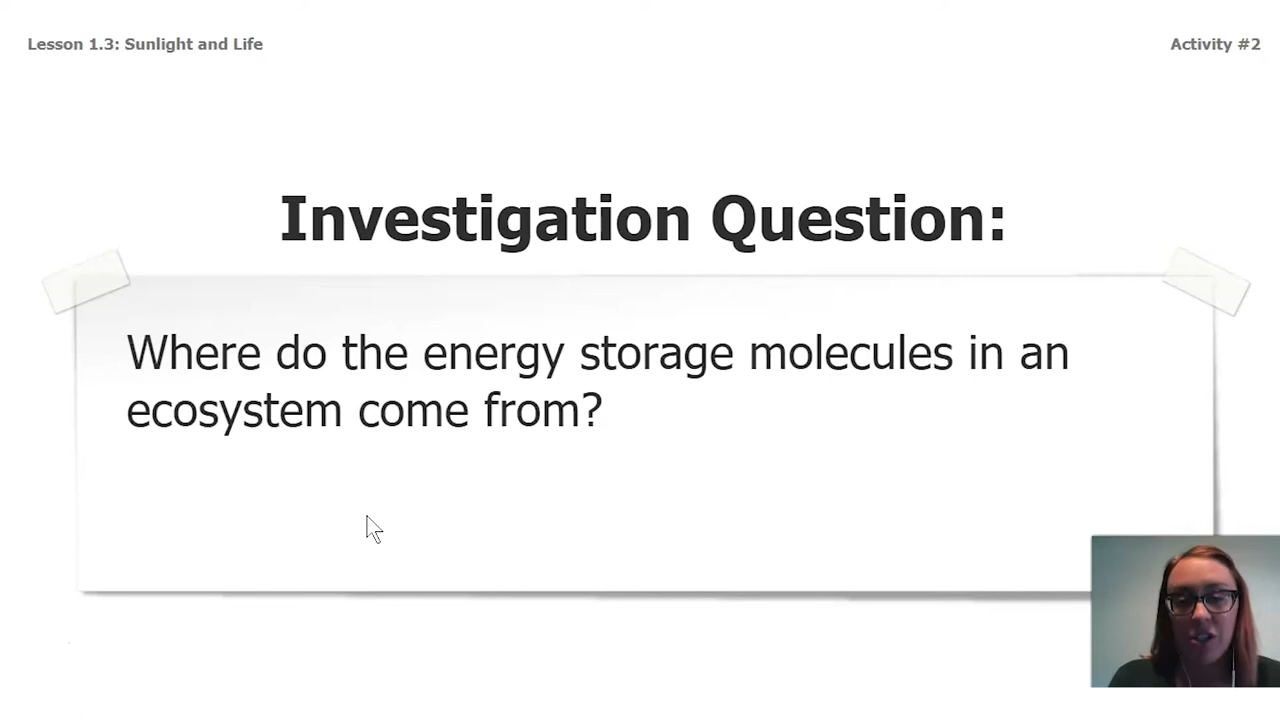 Lesson 1.3: Sunlight and Life
Activity #2
Investigation Question:
Where do the energy storage molecules in an
ecosystem come from?